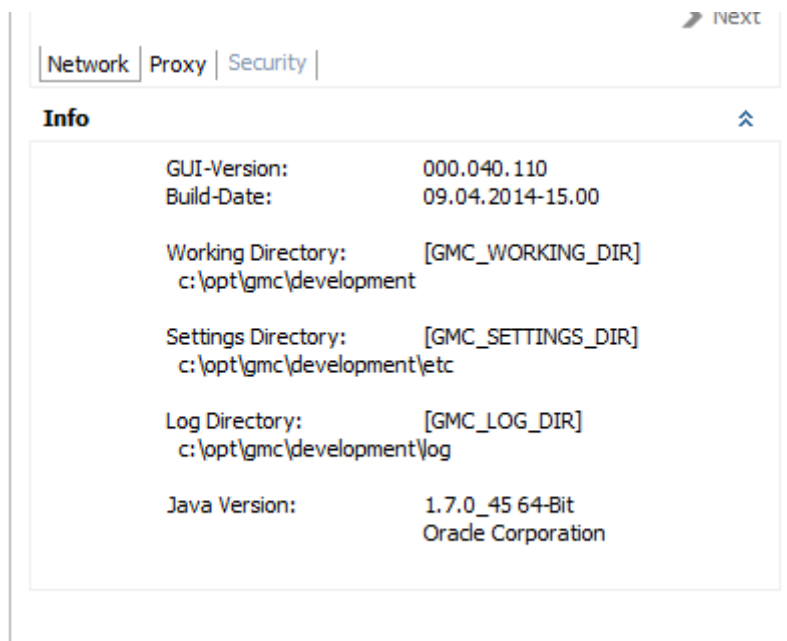 Next
Network Proxy Security
Info
GUI-Version: 000.040.110
Build-Date: 09.04.2014-15.00
Working Directory: [GMC_WORKING_DIR]
c:\opt\gmc\development
Settings Directory: [GMC_SETTINGS_DIR]
c:\opt\gmc\development\etc
Log Directory: [GMC_LOG_DIR]
c:\opt\gmc\development\log
Java Version: 1.7.0_45 64-Bit
Oracle Corporation